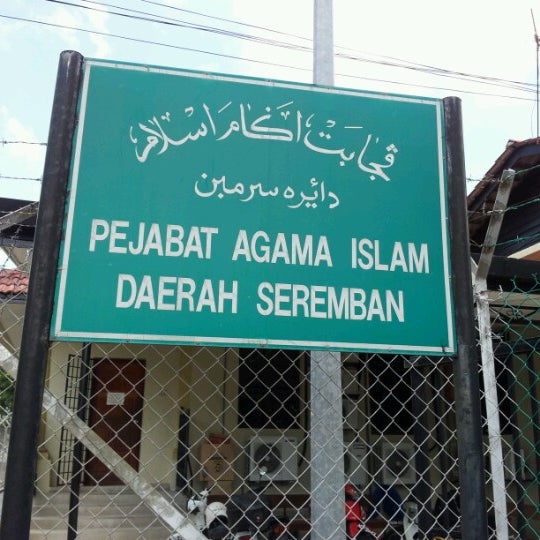 ڤجابت اݢام اسلام
دائيره سرمبن
PEJABAT AGAMA ISLAM
DAERAH SEREMBAN